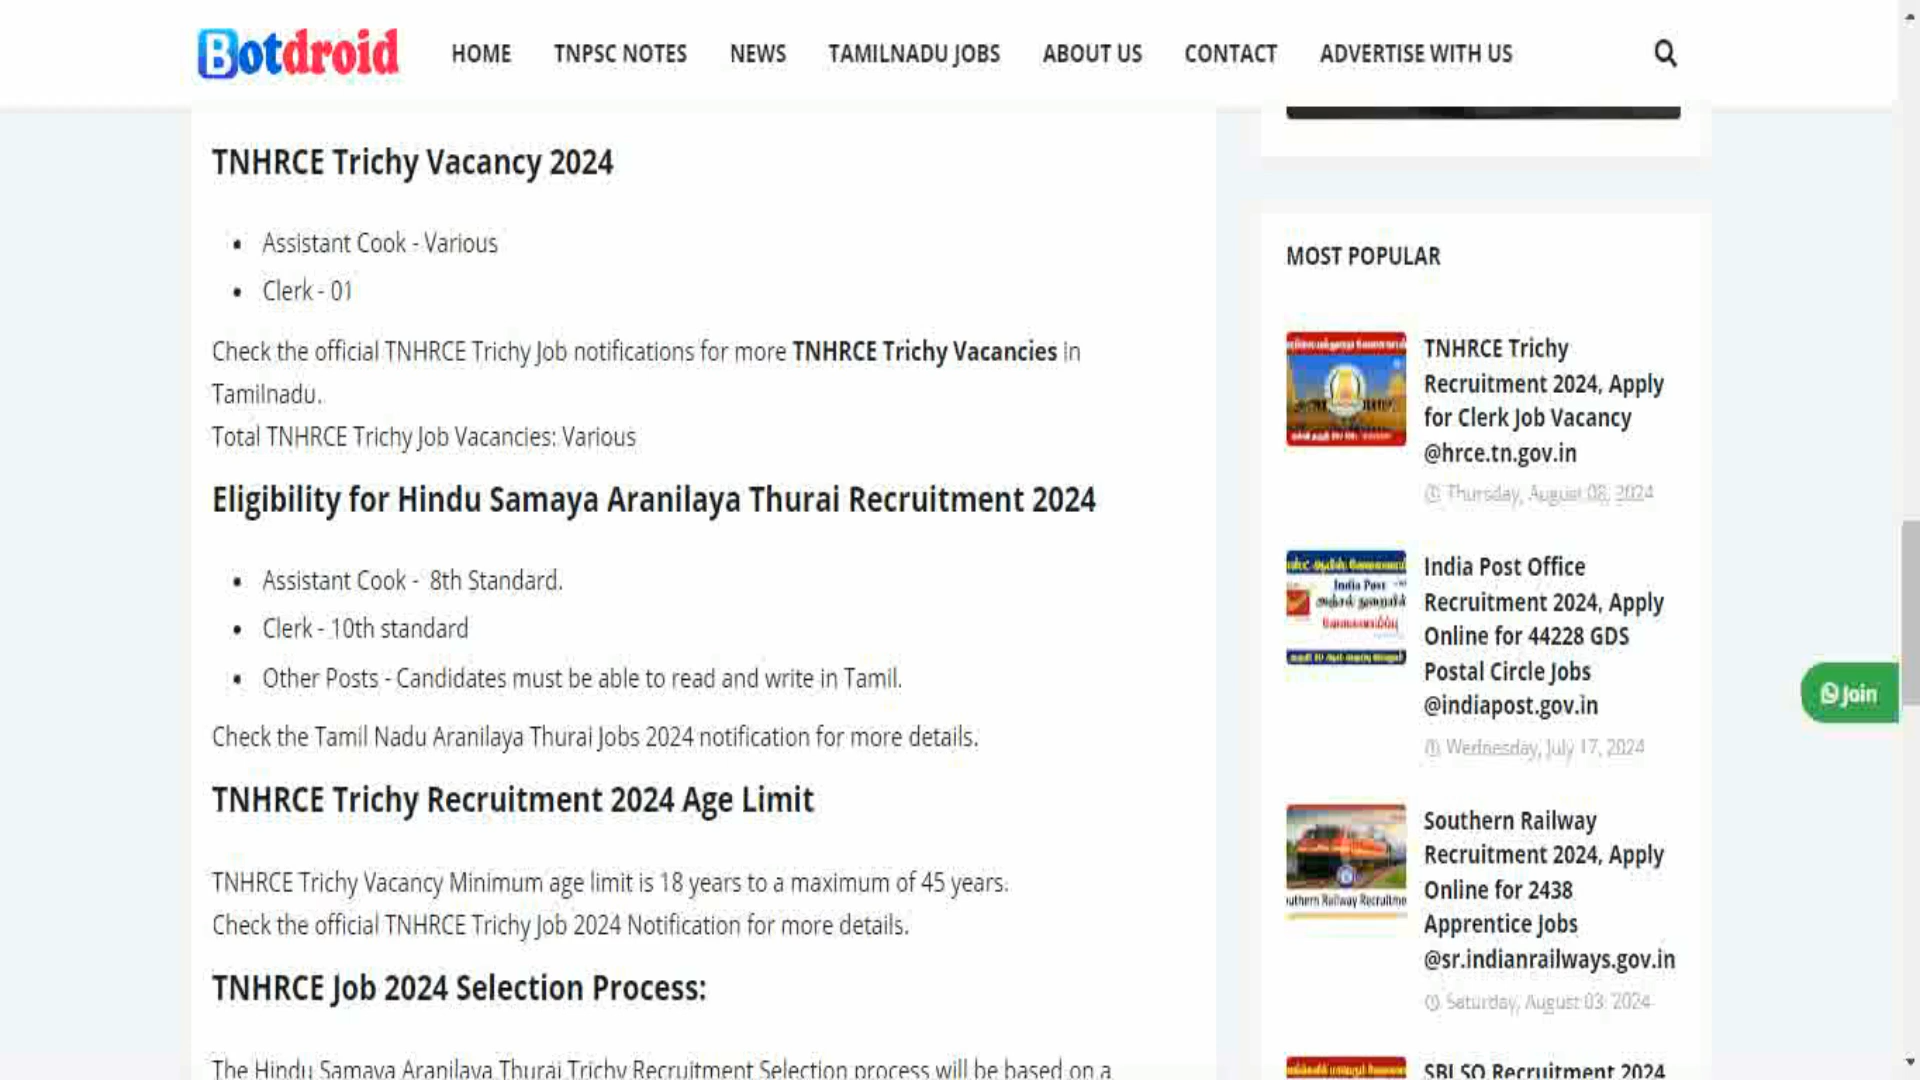 Botdroid
HOME TNPSC NOTES NEWS TAMILNADU JOBS ABOUT US CONTACT ADVERTISE WITH US
TNHRCE Trichy Vacancy 2024
Assistant Cook - Various
Clerk - 01
Check the official TNHRCE Trichy Job notifications for more TNHRCE Trichy Vacancies in
Tamilnadu.
Total TNHRCE Trichy Job Vacancies: Various
Eligibility for Hindu Samaya Aranilaya Thurai Recruitment 2024
Assistant Cook - 8th Standard.
Clerk - 10th standard
Other Posts - Candidates must be able to read and write in Tamil.
Check the Tamil Nadu Aranilaya Thurai Jobs 2024 notification for more details.
TNHRCE Trichy Recruitment 2024 Age Limit
TNHRCE Trichy Vacancy Minimum age limit is 18 years to a maximum of 45 years.
Check the official TNHRCE Trichy Job 2024 Notification for more details.
TNHRCE Job 2024 Selection Process:
The Hindu Samaya Aranilaya Thurai Trichy Recruitment Selection process will be based on a
MOST POPULAR
TNHRCE Trichy
Recruitment 2024, Apply
for Clerk Job Vacancy
@hrce.tn.gov.in
Thursday, August 08, 2024
India Post
India Post Office
Recruitment 2024, Apply
Online for 44228 GDS
Postal Circle Jobs
@indiapost.gov.in
Wednesday, July 17, 2024
Southern Railway
Recruitment 2024, Apply
Online for 2438
Apprentice Jobs
@sr.indianrailways.gov.in
Saturday, August 03, 2024
SBI SO Recruitment 2024
Join